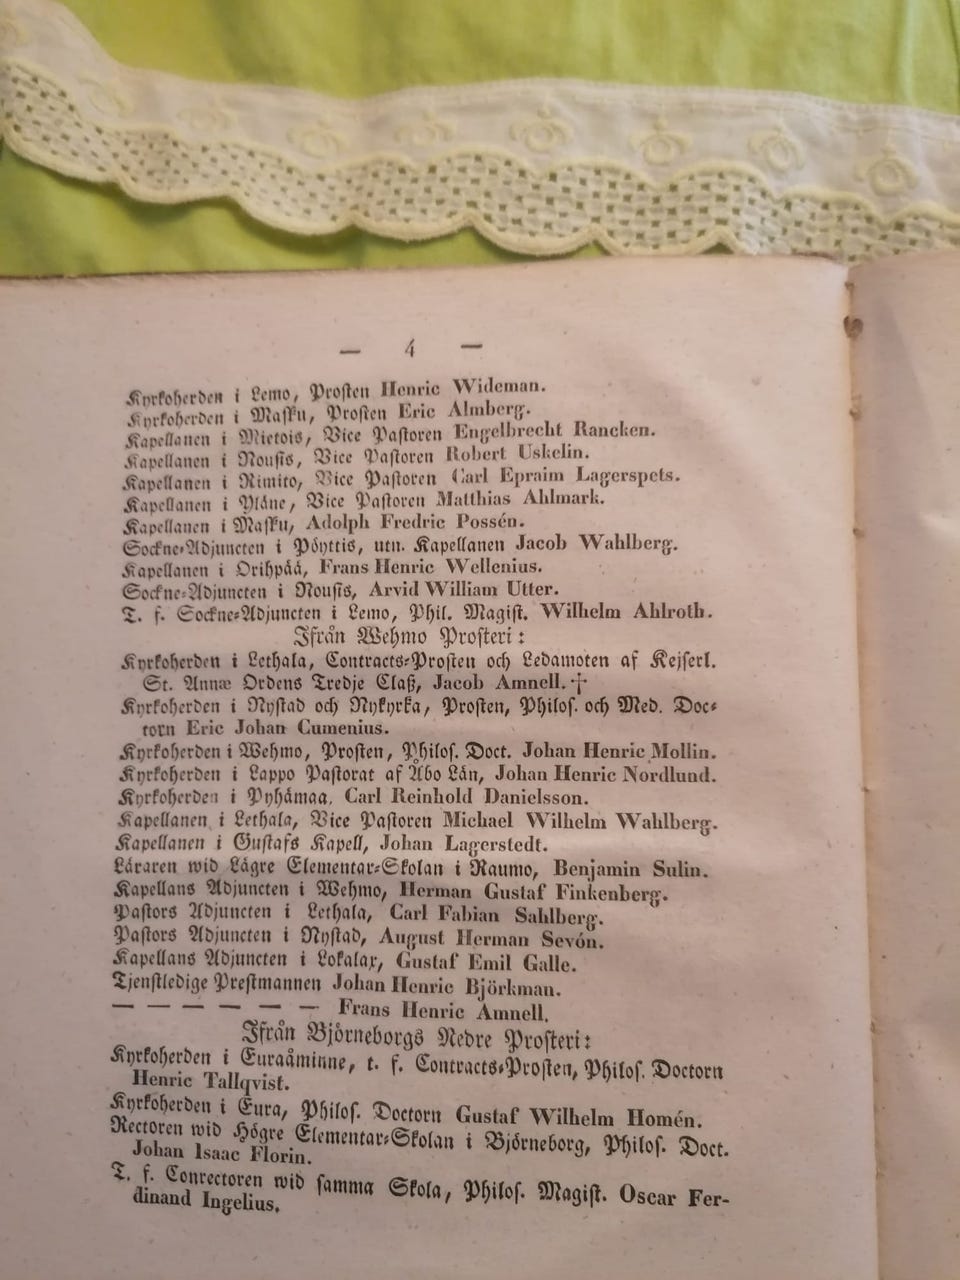 — 4 —
Kyrkoherden i Lemo, Prosten Henric Wideman.
Kyrkoherden i Masku, Prosten Eric Almberg.
Kapellanen i Mietois, Vice Pastoren Engelbrecht Rancken.
Kapellanen i Nousis, Vice Pastoren Robert Uskelin.
Kapellanen i Rimito, Vice Pastoren Carl Epraim Lagerspets.
Kapellanen i Yläne, Vice Pastoren Matthias Ahlmark.
Kapellanen i Masku, Adolph Fredric Possén.
Sockne-Adjuncten i Pöyttis, utn. Kapellanen Jacob Wahlberg.
Kapellanen i Orihpää, Frans Henric Wellenius.
Sockne-Adjuncten i Nousis, Arvid William Utter.
T. f. Sockne-Adjuncten i Lemo, Phil. Magist. Wilhelm Ahlroth.
Ifrån Wehmo Prosteri:
Kyrkoherden i Lethala, Contracts-Prosten och Ledamoten af Kejserl.
St. Annæ Ordens Tredje Claß, Jacob Amnell. †
Kyrkoherden i Nystad och Nykyrka, Prosten, Philos. och Med. Doc-
torn Eric Johan Cumenius.
Kyrkoherden i Wehmo, Prosten, Philos. Doct. Johan Henric Mollin.
Kyrkoherden i Lappo Pastorat af Åbo Län, Johan Henric Nordlund.
Kyrkoherden i Pyhämaa, Carl Reinhold Danielsson.
Kapellanen i Lethala, Vice Pastoren Michael Wilhelm Wahlberg.
Kapellanen i Gustafs Kapell, Johan Lagerstedt.
Läraren wid Lägre Elementar-Skolan i Raumo, Benjamin Sulin.
Kapellans Adjuncten i Wehmo, Herman Gustaf Finkenberg.
Pastors Adjuncten i Lethala, Carl Fabian Sahlberg.
Pastors Adjuncten i Nystad, August Herman Sevón.
Kapellans Adjuncten i Lokalax, Gustaf Emil Galle.
Tjenstledige Prestmannen Johan Henric Björkman.
— — — — — — Frans Henric Amnell.
Ifrån Björneborgs Nedre Prosteri:
Kyrkoherden i Euraåminne, t. f. Contracts-Prosten, Philos. Doctorn
Henric Tallqvist.
Kyrkoherden i Eura, Philos. Doctorn Gustaf Wilhelm Homén.
Rectoren wid Högre Elementar-Skolan i Björneborg, Philos. Doct.
Johan Isaac Florin.
T. f. Conrectoren wid samma Skola, Philos. Magist. Oscar Fer-
dinand Ingelius.